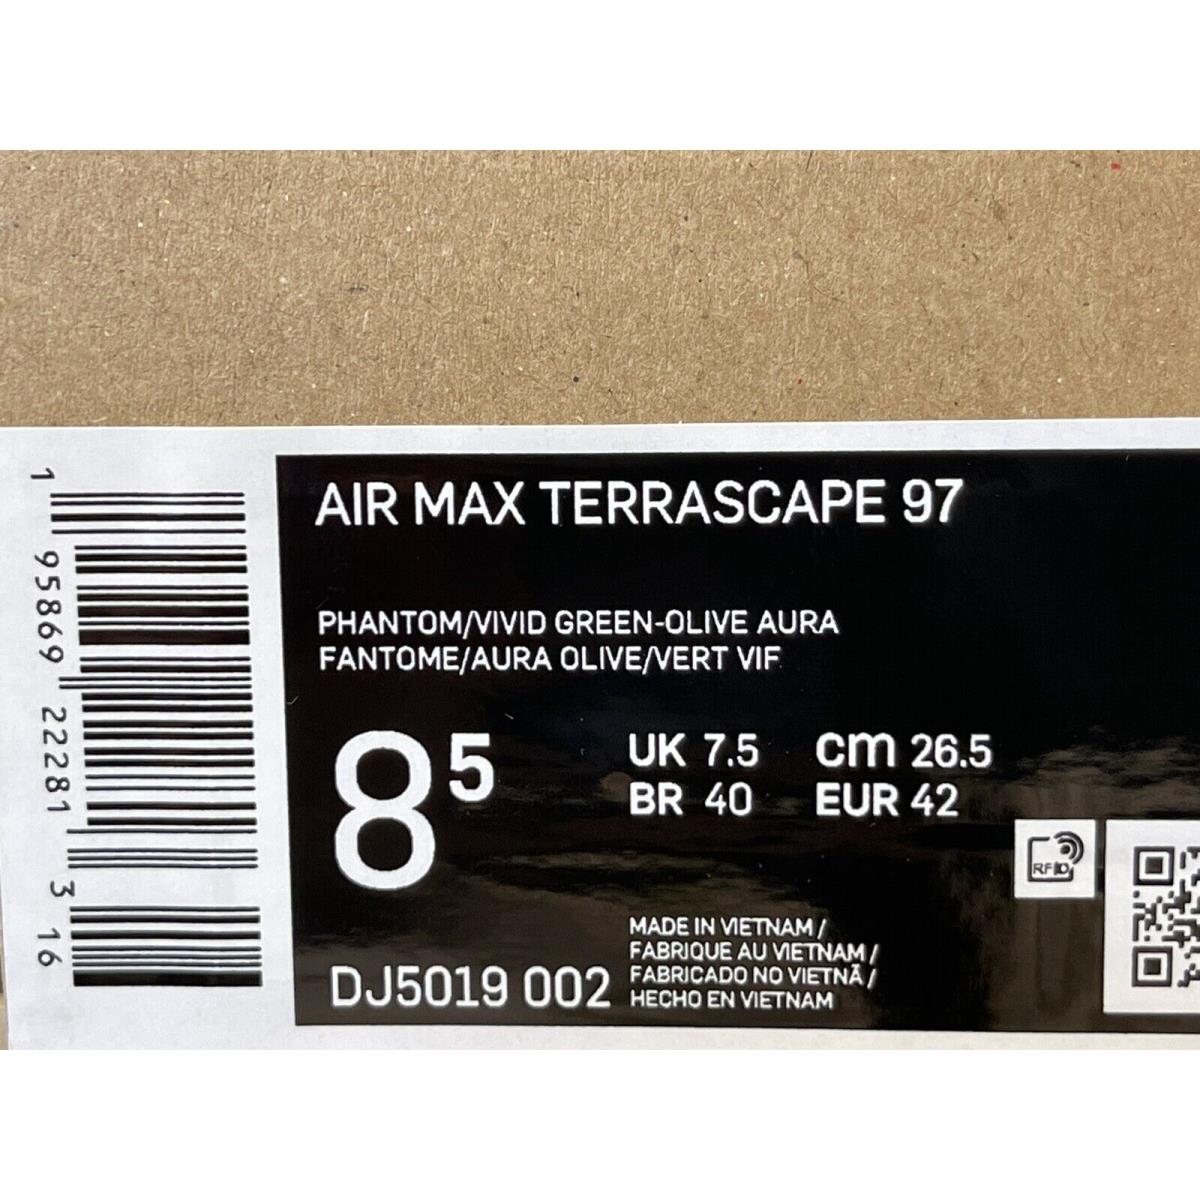 AIR MAX TERRASCAPE 97
PHANTOM/VIVID GREEN-OLIVE AURA
FANTOME/AURA OLIVE/VERT VIF
8 5
UK 7.5 cm 26.5
BR 40 EUR 42
RFID
MADE IN VIETNAM /
FABRIQUE AU VIETNAM /
FABRICADO NO VIETNÃ /
HECHO EN VIETNAM
DJ5019 002
1 95869 22281 3 16